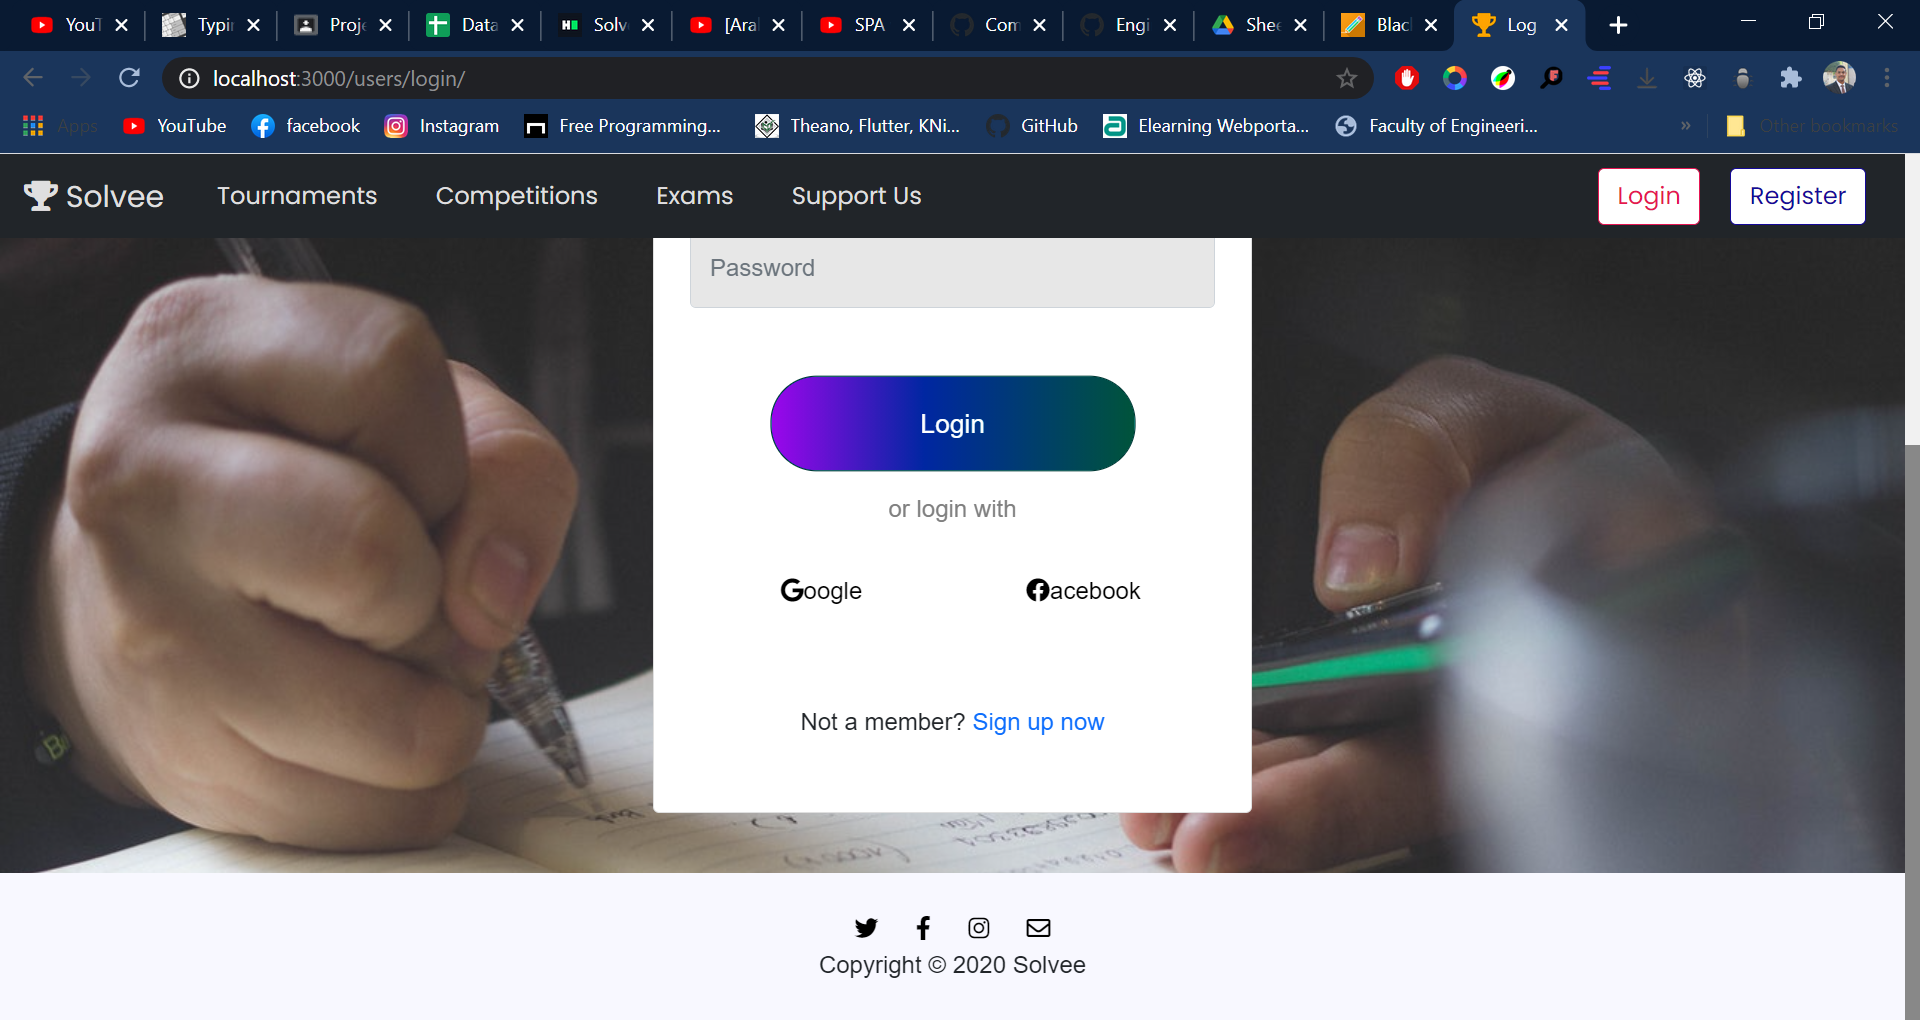 YouT Typi Proj Data Solv [Ara SPA Com Engi Shee Blac Log
localhost:3000/users/login/
Apps YouTube facebook Instagram Free Programming... Theano, Flutter, KNi... GitHub Elearning Webporta... Faculty of Engineeri... » Other bookmarks
Solvee Tournaments Competitions Exams Support Us Login Register
Password
Login
or login with
Google Facebook
Not a member? Sign up now
Copyright © 2020 Solvee